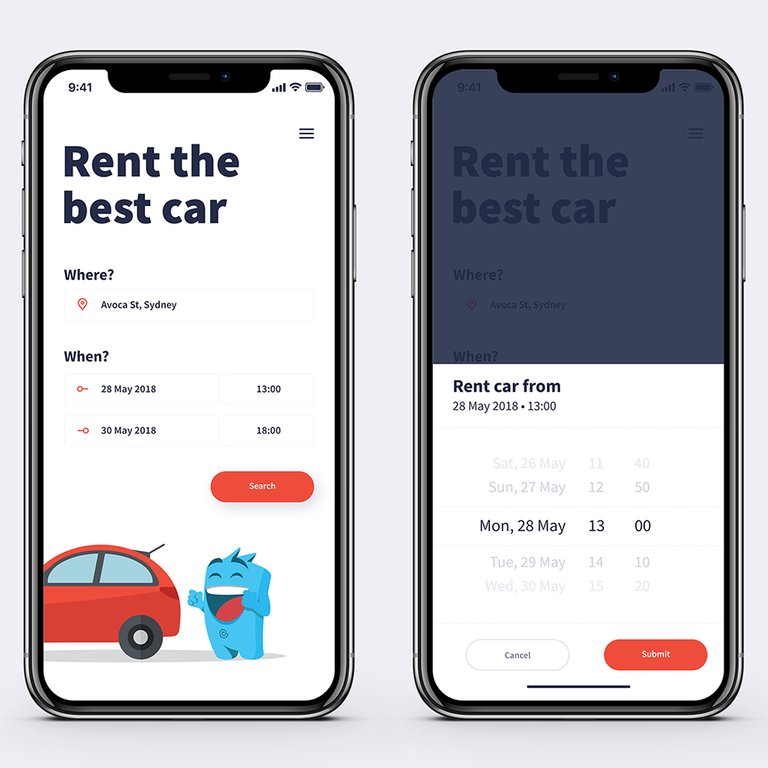 9:41
Rent the
best car
Where?
Avoca St, Sydney
When?
28 May 2018 13:00
30 May 2018 18:00
Search
9:41
Rent the
best car
Where?
Avoca St, Sydney
When?
Rent car from
28 May 2018 • 13:00
Sat, 26 May 11 40
Sun, 27 May 12 50
Mon, 28 May 13 00
Tue, 29 May 14 10
Wed, 30 May 15 20
Cancel Submit